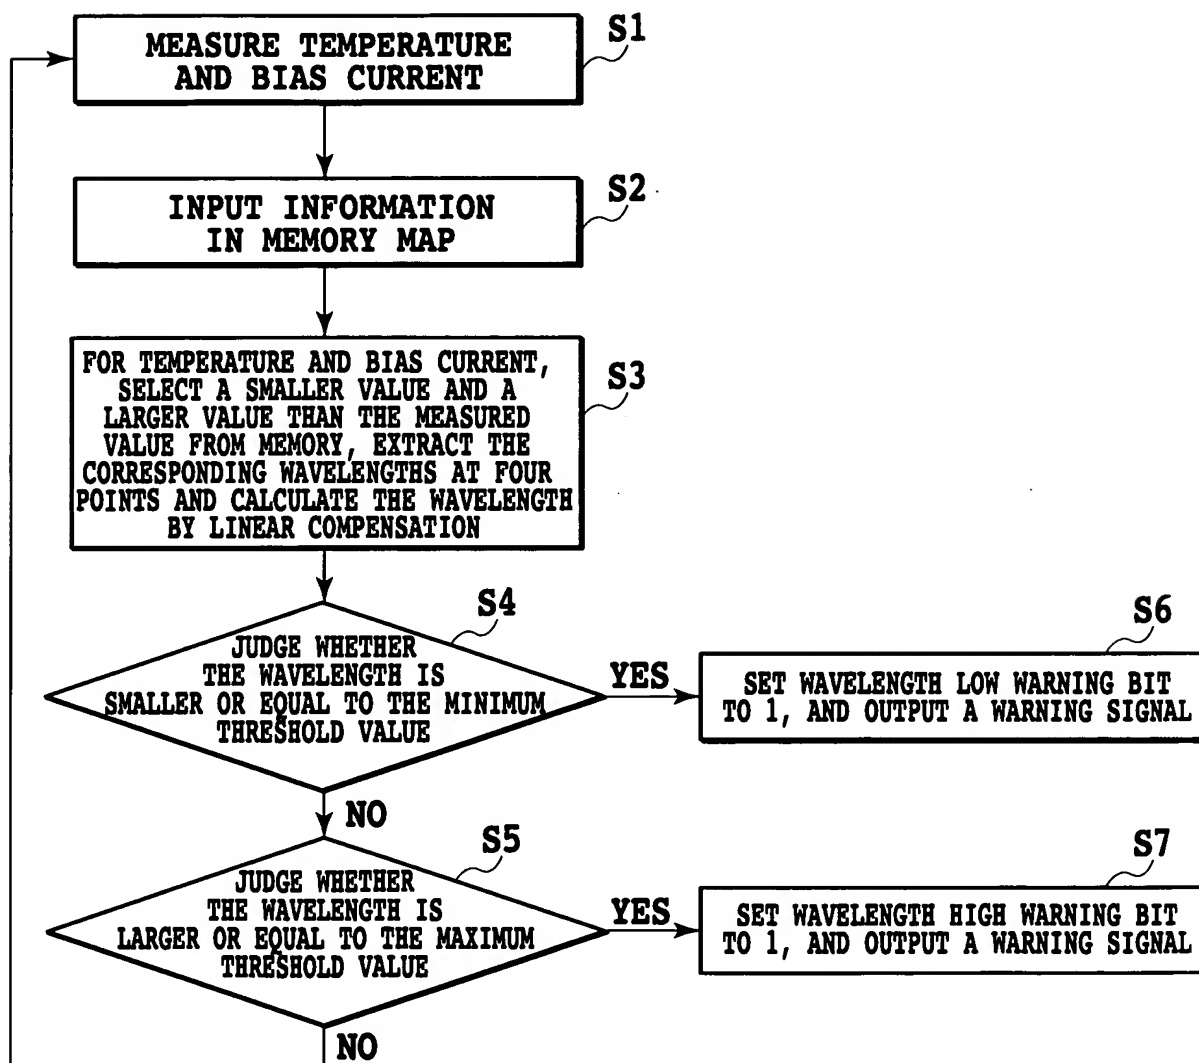 MEASURE TEMPERATURE
AND BIAS CURRENT
S1
INPUT INFORMATION
IN MEMORY MAP
S2
FOR TEMPERATURE AND BIAS CURRENT,
SELECT A SMALLER VALUE AND A
LARGER VALUE THAN THE MEASURED
VALUE FROM MEMORY, EXTRACT THE
CORRESPONDING WAVELENGTHS AT FOUR
POINTS AND CALCULATE THE WAVELENGTH
BY LINEAR COMPENSATION
S3
JUDGE WHETHER
THE WAVELENGTH IS
SMALLER OR EQUAL TO THE MINIMUM
THRESHOLD VALUE
S4
YES
SET WAVELENGTH LOW WARNING BIT
TO 1, AND OUTPUT A WARNING SIGNAL
S6
NO
JUDGE WHETHER
THE WAVELENGTH IS
LARGER OR EQUAL TO THE MAXIMUM
THRESHOLD VALUE
S5
YES
SET WAVELENGTH HIGH WARNING BIT
TO 1, AND OUTPUT A WARNING SIGNAL
S7
NO